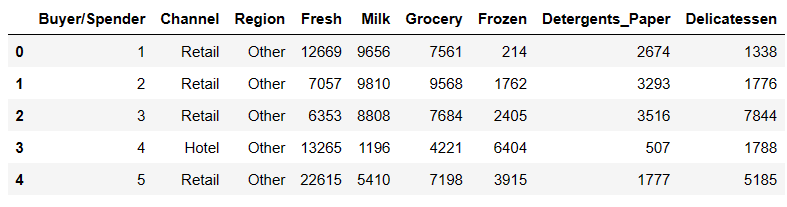 Buyer/Spender Channel Region Fresh Milk Grocery Frozen Detergents_Paper Delicatessen
0 1 Retail Other 12669 9656 7561 214 2674 1338
1 2 Retail Other 7057 9810 9568 1762 3293 1776
2 3 Retail Other 6353 8808 7684 2405 3516 7844
3 4 Hotel Other 13265 1196 4221 6404 507 1788
4 5 Retail Other 22615 5410 7198 3915 1777 5185